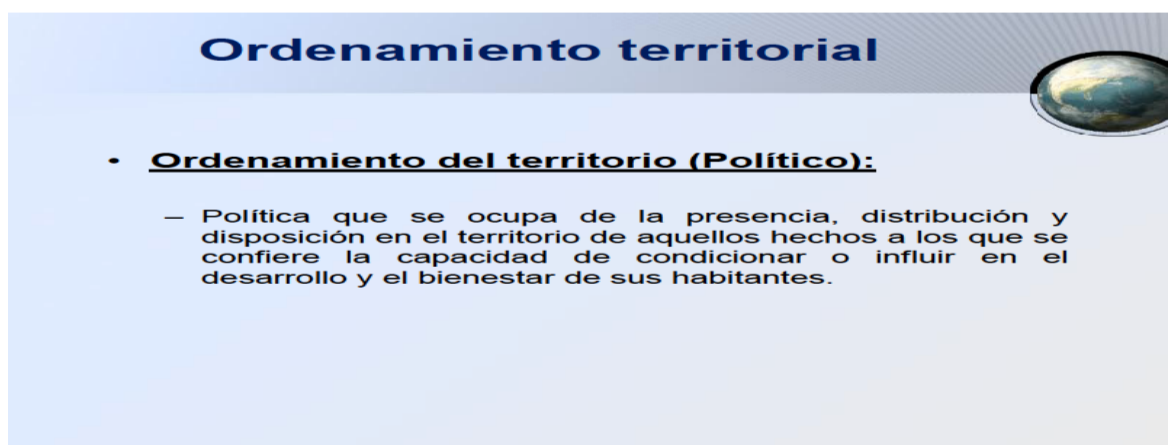 Ordenamiento territorial
• Ordenamiento del territorio (Político):
– Política que se ocupa de la presencia, distribución y
disposición en el territorio de aquellos hechos a los que se
confiere la capacidad de condicionar o influir en el
desarrollo y el bienestar de sus habitantes.